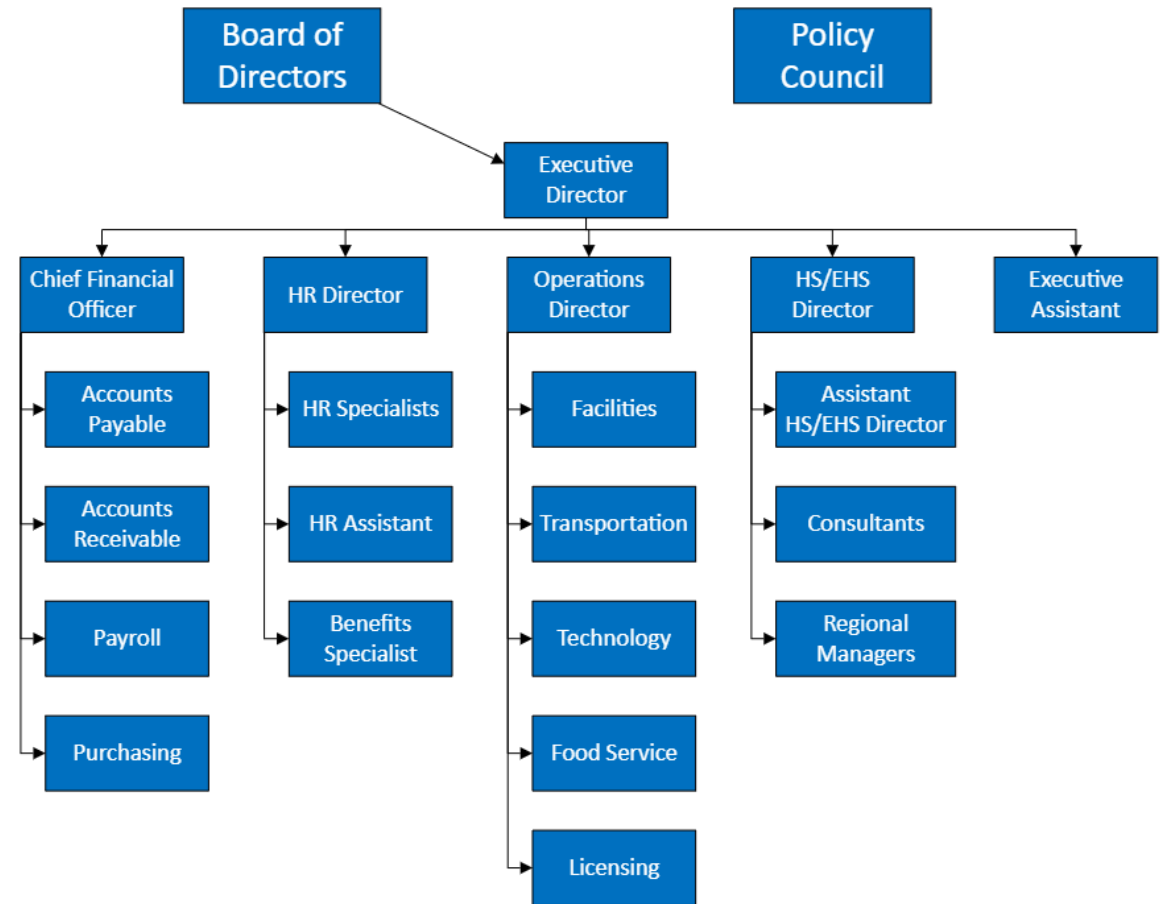 Board of
Directors
Policy
Council
Executive
Director
Chief Financial
Officer
HR Director
Operations
Director
HS/EHS
Director
Executive
Assistant
Accounts
Payable
HR Specialists
Facilities
Assistant
HS/EHS Director
Accounts
Receivable
HR Assistant
Transportation
Consultants
Payroll
Benefits
Specialist
Technology
Regional
Managers
Purchasing
Food Service
Licensing